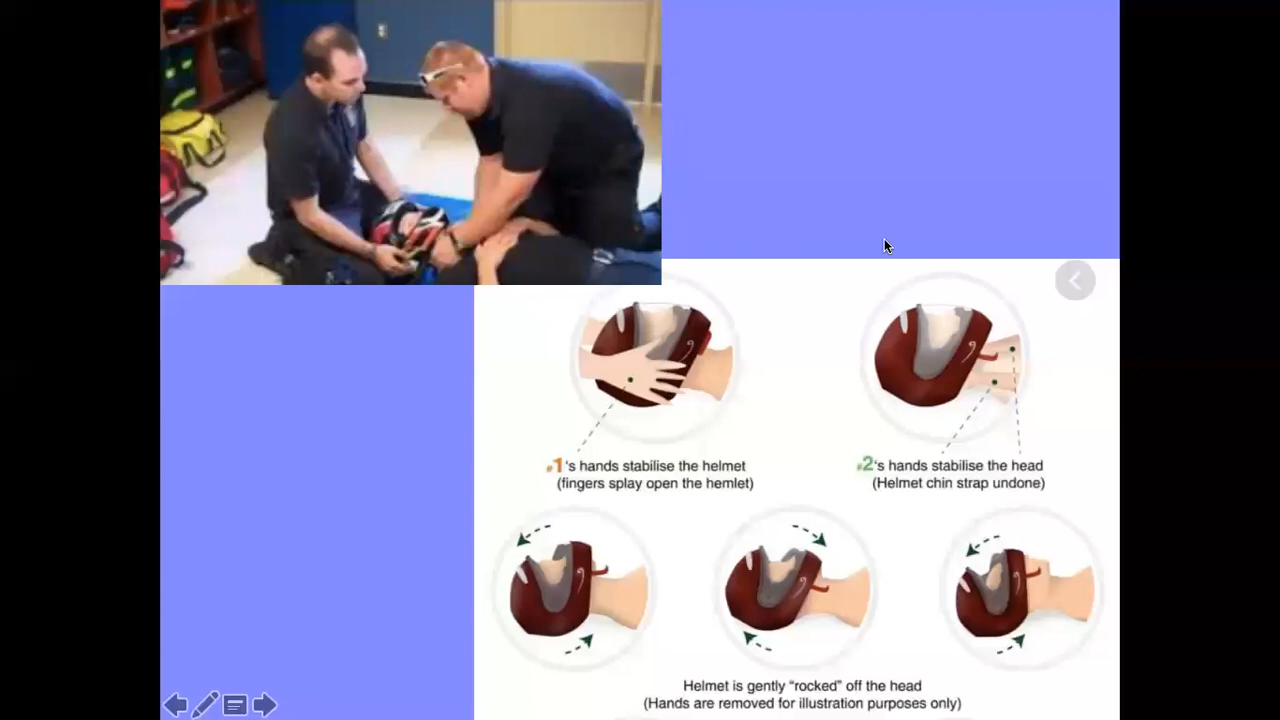 #1's hands stabilise the helmet
(fingers splay open the hemlet)
#2's hands stabilise the head
(Helmet chin strap undone)
Helmet is gently “rocked” off the head
(Hands are removed for illustration purposes only)